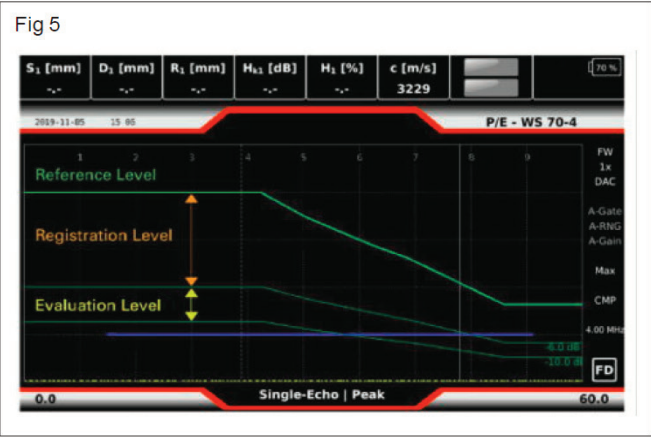 Fig 5
S₁ [mm] D₁ [mm] R₁ [mm] Hₖ₁ [dB] H₁ [%] c [m/s] 70 %
-.- -.- -.- -.- -.- 3229
2019-11-05 15 05 P/E - WS 70-4
1 2 3 4 5 6 7 8 9
FW
1x
DAC
Reference Level
A-Gate
A-RNG
A-Gain
Registration Level
Max
CMP
Evaluation Level
4.00 MHz
-6.0 dB
-10.0 dB
FD
0.0 Single-Echo | Peak 60.0